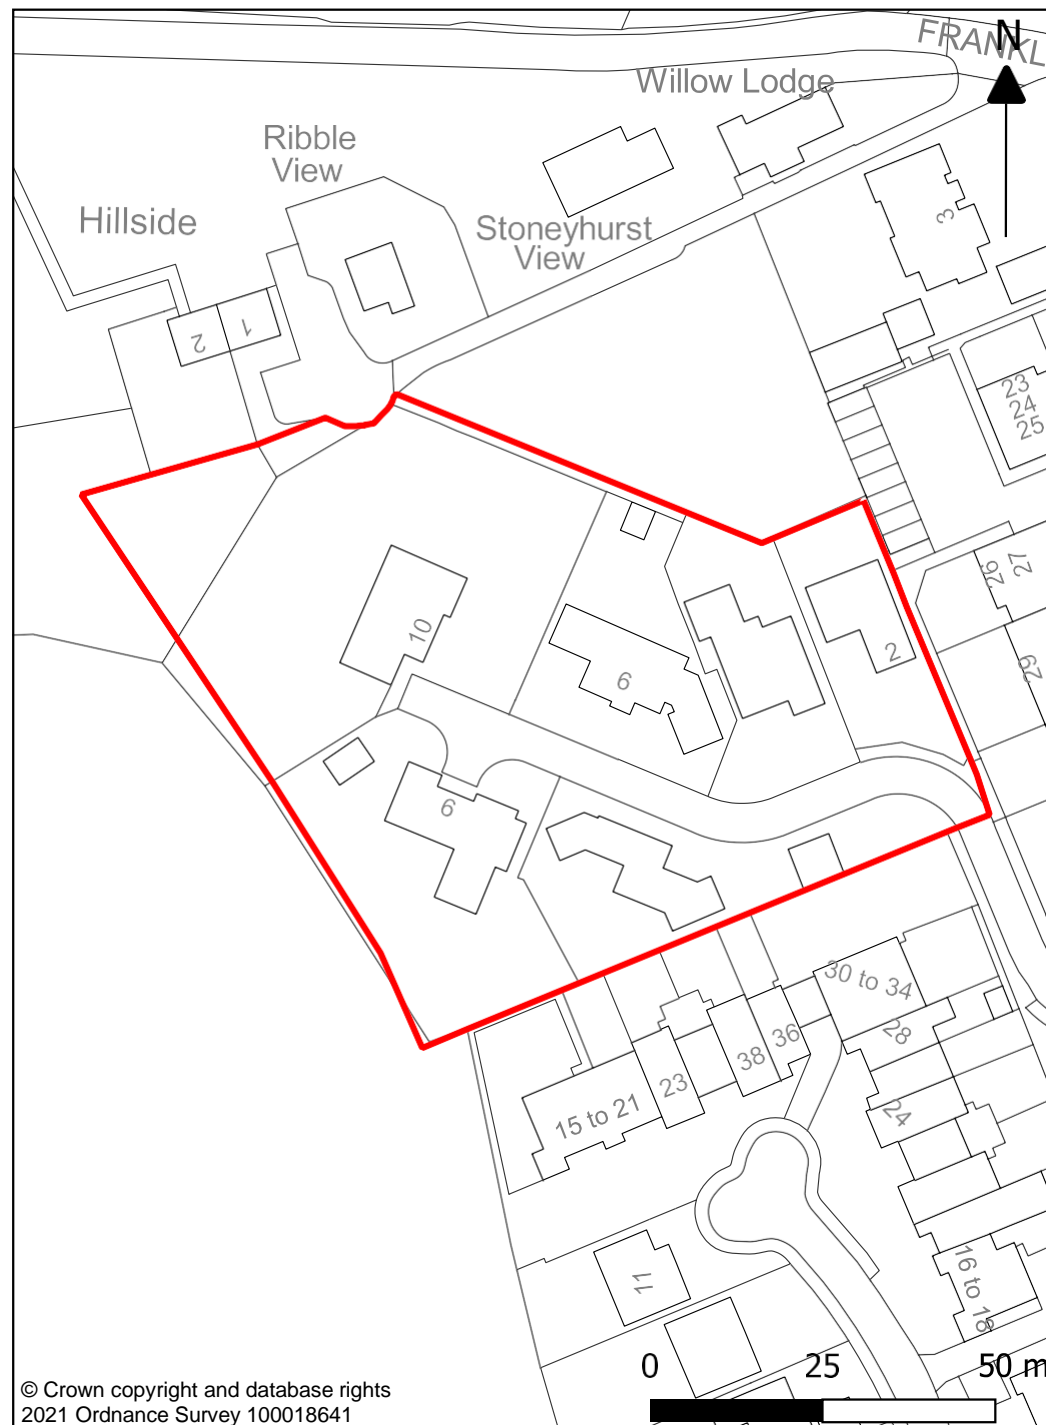 FRANKL
N
Willow Lodge
Ribble
View
Hillside
Stoneyhurst
View
3
1
2
23
24
25
26
27
29
10
6
2
6
30 to 34
28
36
38
23
24
15 to 21
11
16 to 18
0 25 50 m
© Crown copyright and database rights
2021 Ordnance Survey 100018641